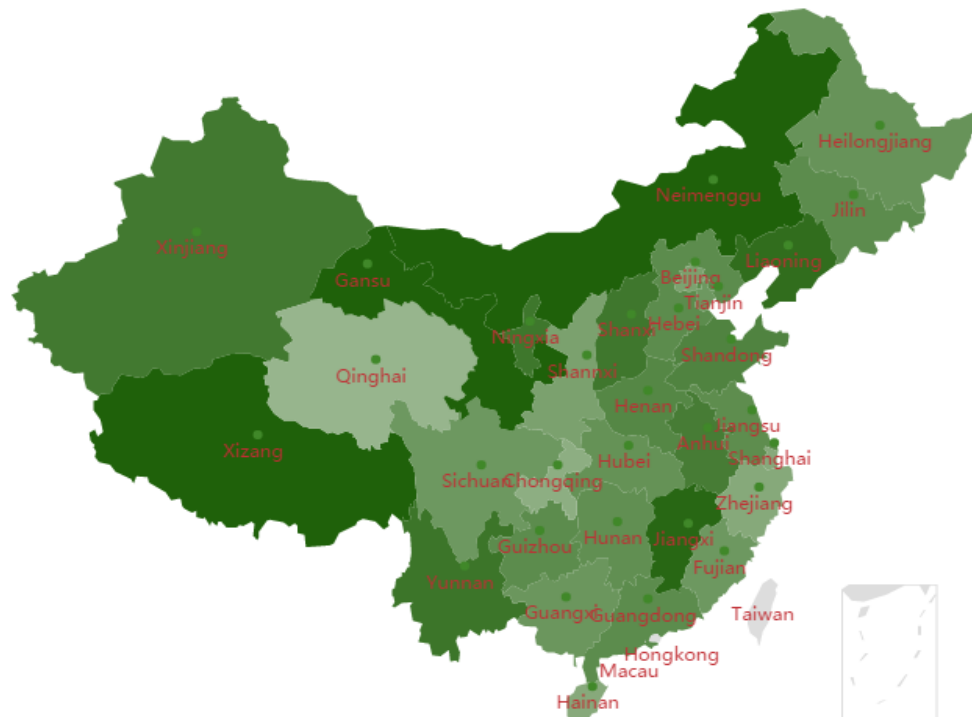 Heilongjiang
Neimenggu
Jilin
Xinjiang
Liaoning
Gansu
Beijing
Tianjin
Hebei
Shanxi
Ningxia
Shandong
Shannxi
Qinghai
Henan
Jiangsu
Anhui
Xizang
Hubei
Shanghai
Sichuan
Chongqing
Zhejiang
Guizhou
Hunan
Jiangxi
Fujian
Yunnan
Guangxi
Guangdong
Taiwan
Hongkong
Macau
Hainan